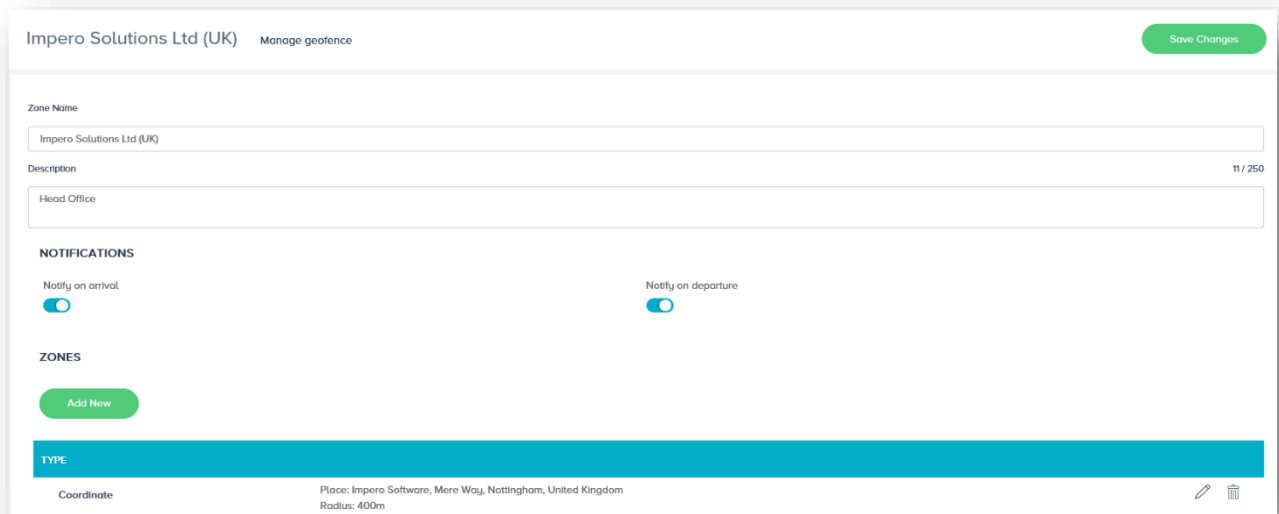 Impero Solutions Ltd (UK) Manage geofence Save Changes
Zone Name
Impero Solutions Ltd (UK)
Description 11 / 250
Head Office
NOTIFICATIONS
Notify on arrival Notify on departure
ZONES
Add New
TYPE
Coordinate Place: Impero Software, Mere Way, Nottingham, United Kingdom
Radius: 400m